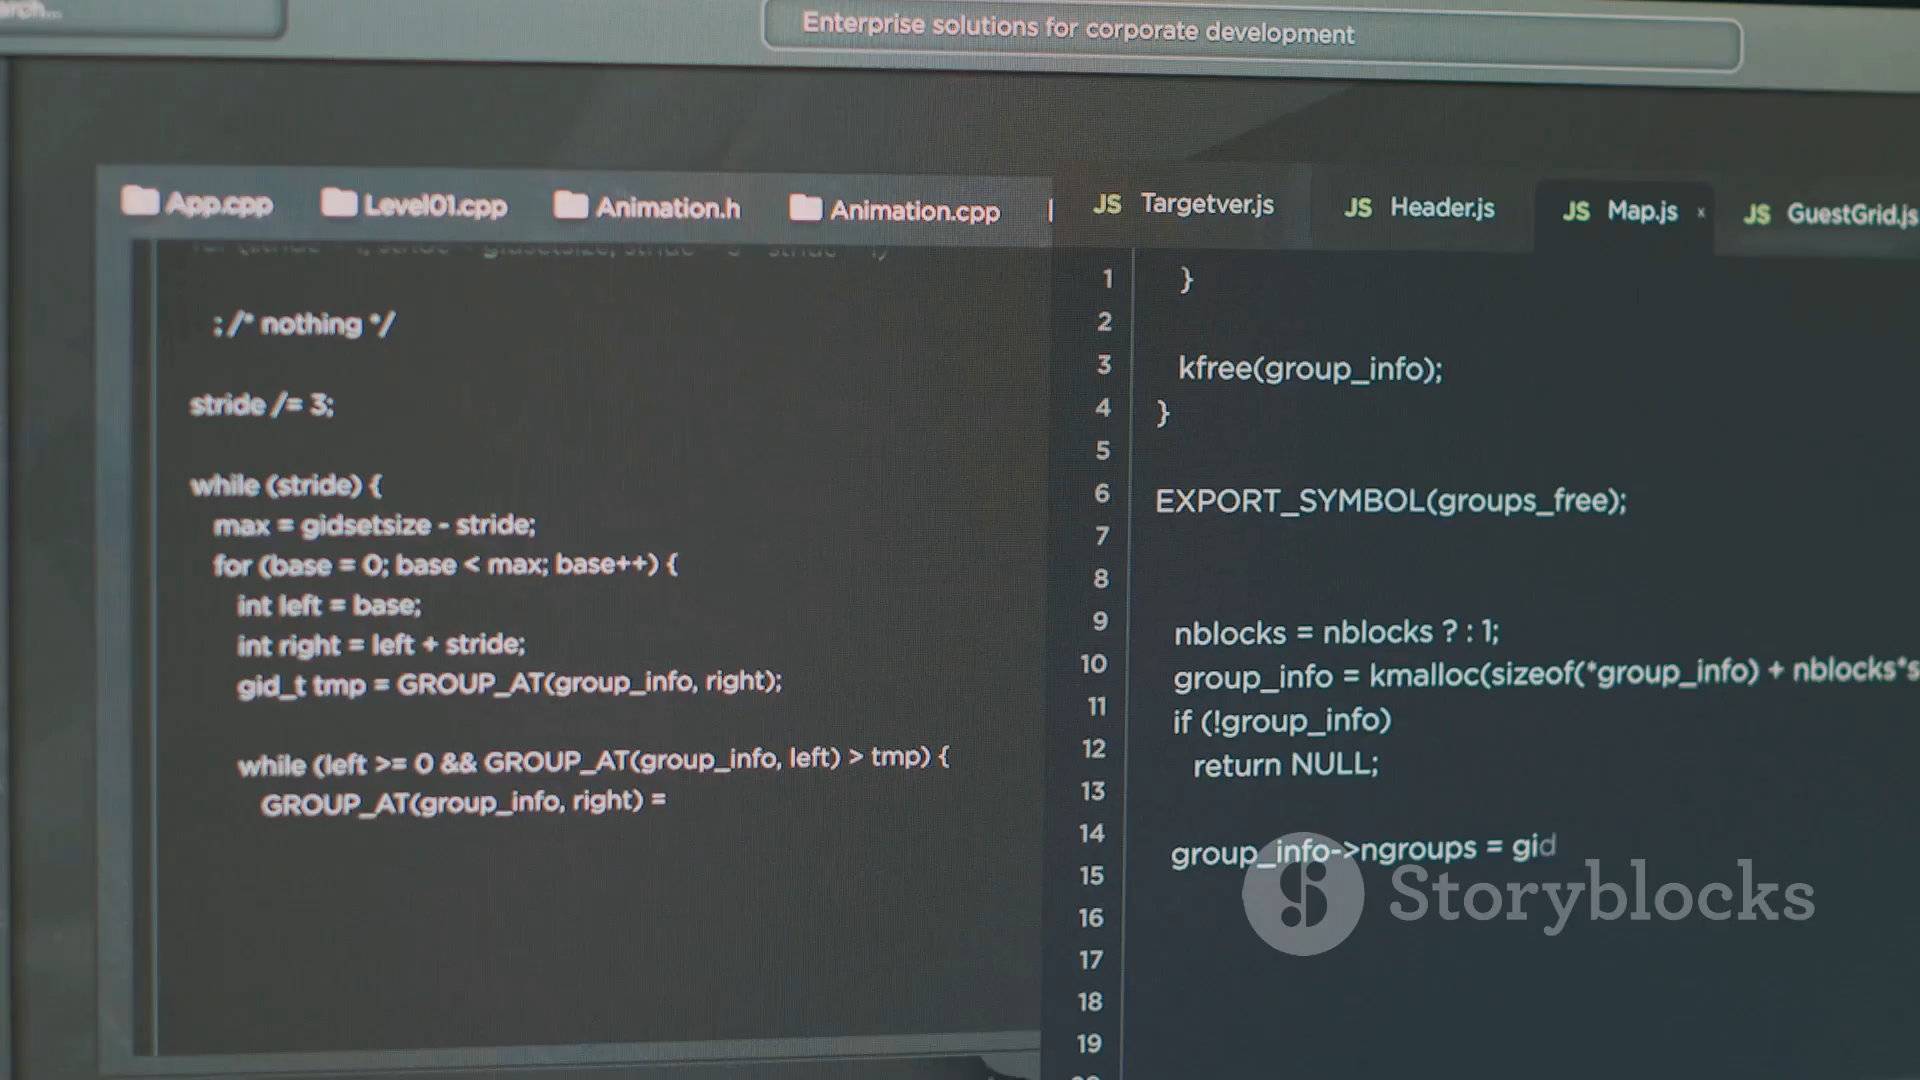 Enterprise solutions for corporate development
App.cpp
Level01.cpp
Animation.h
Animation.cpp
; /* nothing */
stride /= 3;
while (stride) {
max = gidsetsize - stride;
for (base = 0; base < max; base++) {
int left = base;
int right = left + stride;
gid_t tmp = GROUP_AT(group_info, right);
while (left >= 0 && GROUP_AT(group_info, left) > tmp) {
GROUP_AT(group_info, right) =
JS Targetver.js
JS Header.js
JS Map.js x
JS GuestGrid.js
1 }
2
3 kfree(group_info);
4 }
5
6 EXPORT_SYMBOL(groups_free);
7
8
9 nblocks = nblocks ? : 1;
10 group_info = kmalloc(sizeof(*group_info) + nblocks*s
11 if (!group_info)
12 return NULL;
13
14 group_info->ngroups = gid
15
16
17
18
19
Storyblocks